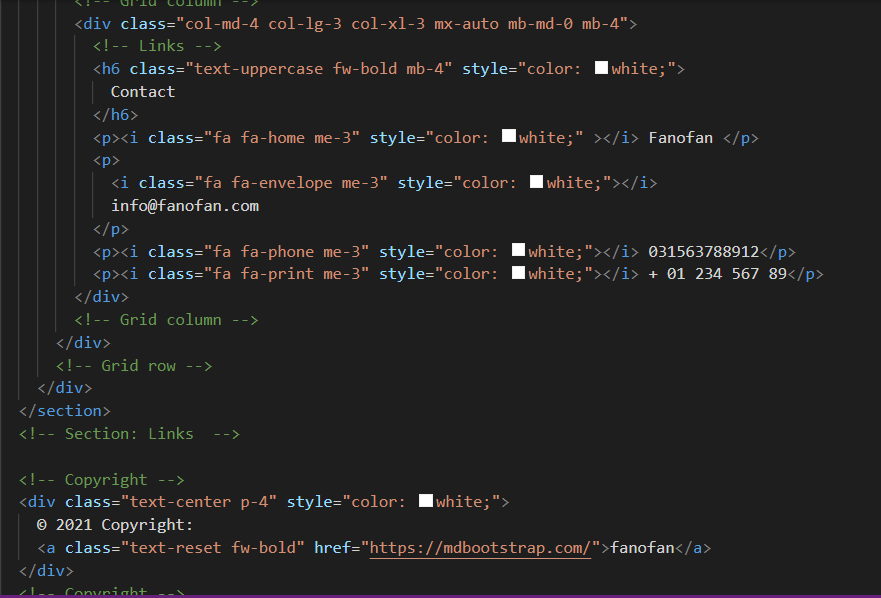 <!-- Grid column -->
<div class="col-md-4 col-lg-3 col-xl-3 mx-auto mb-md-0 mb-4">
<!-- Links -->
<h6 class="text-uppercase fw-bold mb-4" style="color: white;">
Contact
</h6>
<p><i class="fa fa-home me-3" style="color: white;" ></i> Fanofan </p>
<p>
<i class="fa fa-envelope me-3" style="color: white;"></i>
info@fanofan.com
</p>
<p><i class="fa fa-phone me-3" style="color: white;"></i> 031563788912</p>
<p><i class="fa fa-print me-3" style="color: white;"></i> + 01 234 567 89</p>
</div>
<!-- Grid column -->
</div>
<!-- Grid row -->
</div>
</section>
<!-- Section: Links  -->
<!-- Copyright -->
<div class="text-center p-4" style="color: white;">
© 2021 Copyright:
<a class="text-reset fw-bold" href="https://mdbootstrap.com/">fanofan</a>
</div>
<!-- Copyright -->